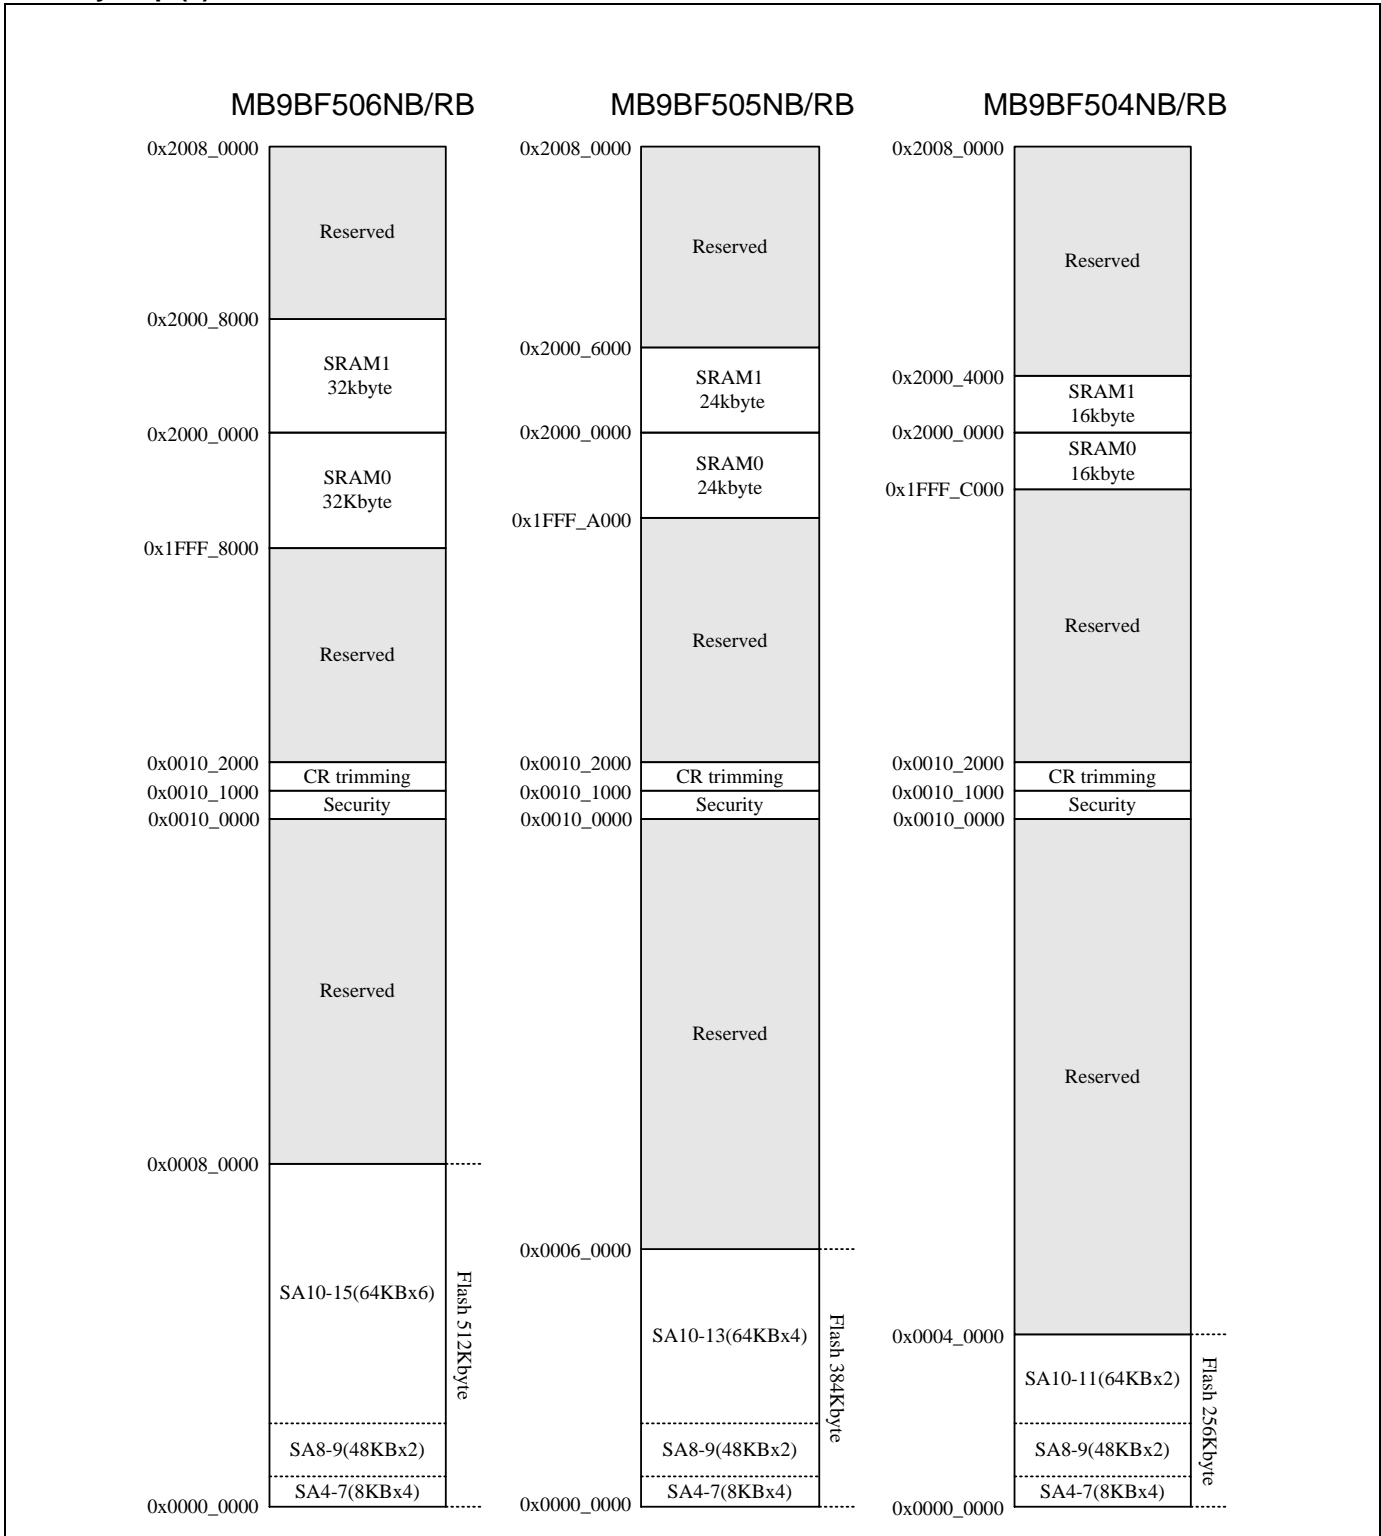 MB9BF506NB/RB
0x2008_0000
Reserved
0x2000_8000
SRAM1
32kbyte
0x2000_0000
SRAM0
32Kbyte
0x1FFF_8000
Reserved
0x0010_2000
CR trimming
0x0010_1000
Security
0x0010_0000
Reserved
0x0008_0000
SA10-15(64KBx6)
Flash 512Kbyte
SA8-9(48KBx2)
SA4-7(8KBx4)
0x0000_0000
MB9BF505NB/RB
0x2008_0000
Reserved
0x2000_6000
SRAM1
24kbyte
0x2000_0000
SRAM0
24kbyte
0x1FFF_A000
Reserved
0x0010_2000
CR trimming
0x0010_1000
Security
0x0010_0000
Reserved
0x0006_0000
SA10-13(64KBx4)
Flash 384Kbyte
SA8-9(48KBx2)
SA4-7(8KBx4)
0x0000_0000
MB9BF504NB/RB
0x2008_0000
Reserved
0x2000_4000
SRAM1
16kbyte
0x2000_0000
SRAM0
16kbyte
0x1FFF_C000
Reserved
0x0010_2000
CR trimming
0x0010_1000
Security
0x0010_0000
Reserved
0x0004_0000
SA10-11(64KBx2)
Flash 256Kbyte
SA8-9(48KBx2)
SA4-7(8KBx4)
0x0000_0000